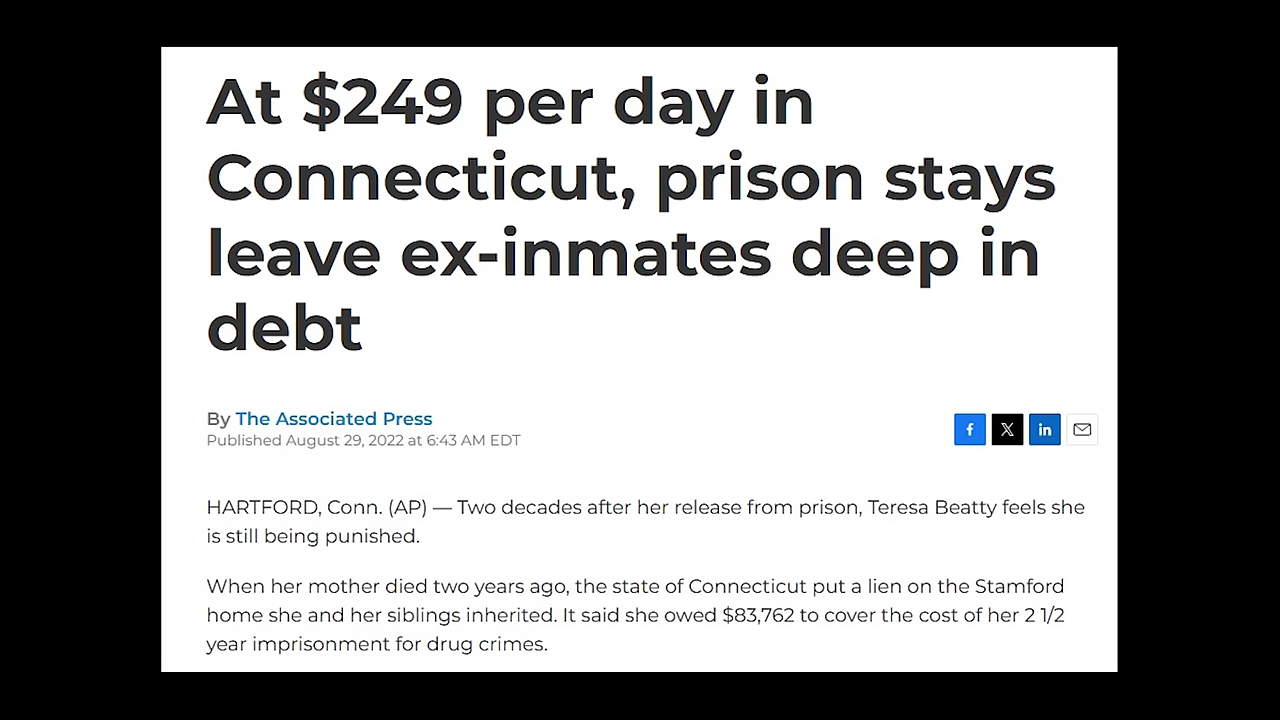 At $249 per day in
Connecticut, prison stays
leave ex-inmates deep in
debt
By The Associated Press
Published August 29, 2022 at 6:43 AM EDT
f X in
HARTFORD, Conn. (AP) — Two decades after her release from prison, Teresa Beatty feels she
is still being punished.
When her mother died two years ago, the state of Connecticut put a lien on the Stamford
home she and her siblings inherited. It said she owed $83,762 to cover the cost of her 2 1/2
year imprisonment for drug crimes.